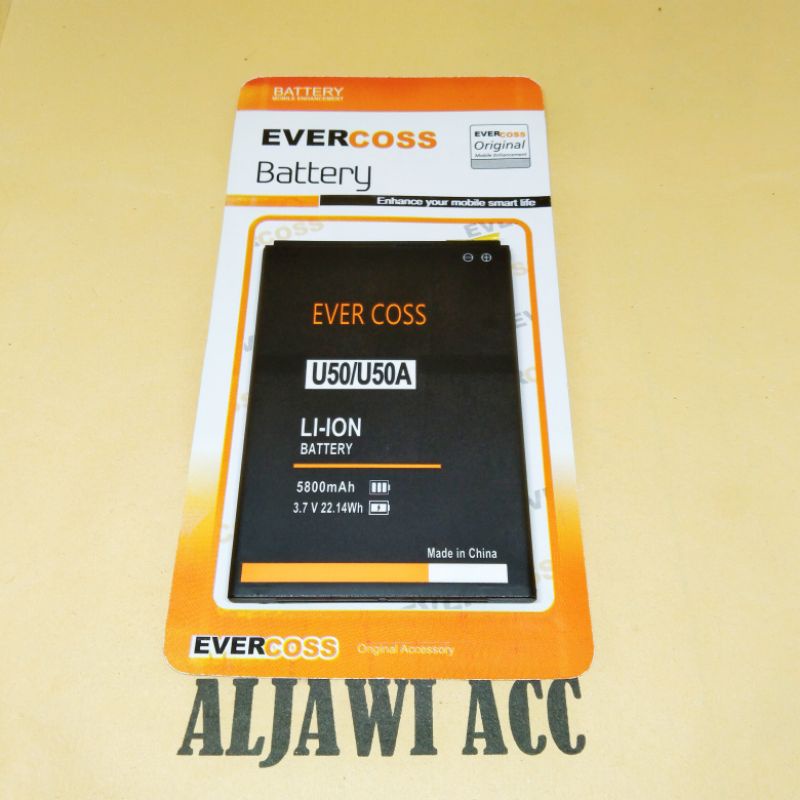 BATTERY
MOBILE ENHANCEMENT
EVERCOSS
Battery
EVERCOSS
Original
Mobile Enhancement
Enhance your mobile smart life
EVERCOSS
EVER COSS
U50/U50A
LI-ION
BATTERY
5800mAh
3.7 V 22.14Wh
Made in China
EVERCOSS
Original Accessory
ALJAWI ACC